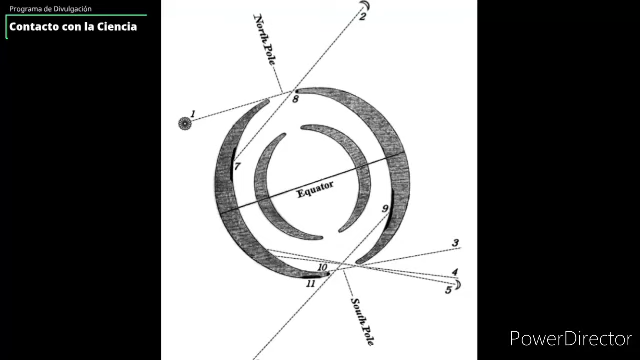 Programa de Divulgación
Contacto con la Ciencia
North Pole
2
1
8
7
Equator
9
3
10
4
11
5
South Pole
PowerDirector